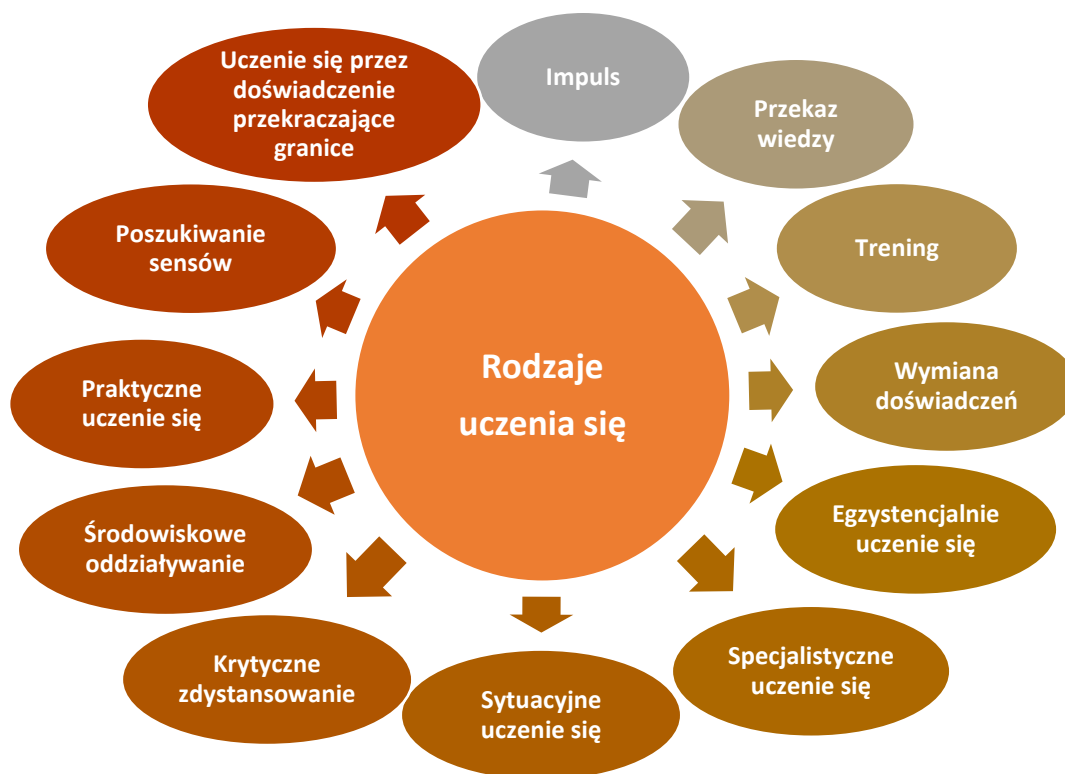 Rodzaje
uczenia się
Impuls
Przekaz
wiedzy
Trening
Wymiana
doświadczeń
Egzystencjalnie
uczenie się
Specjalistyczne
uczenie się
Sytuacyjne
uczenie się
Krytyczne
zdystansowanie
Środowiskowe
oddziaływanie
Praktyczne
uczenie się
Poszukiwanie
sensów
Uczenie się przez
doświadczenie
przekraczające
granice